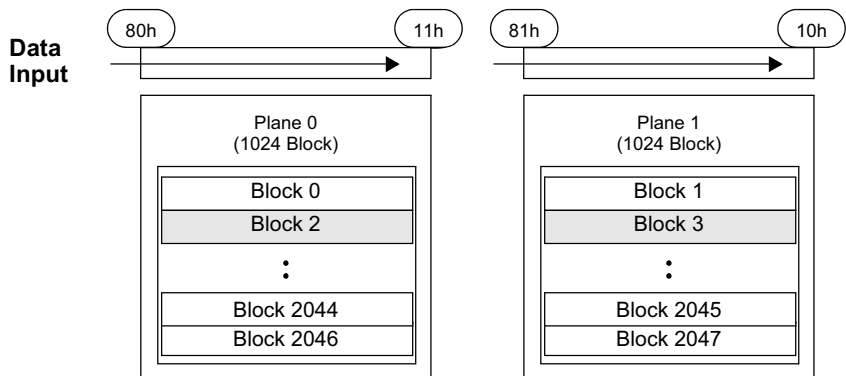 80h
11h
81h
10h
Data
Input
Plane 0
(1024 Block)
Block 0
Block 2
Block 2044
Block 2046
Plane 1
(1024 Block)
Block 1
Block 3
Block 2045
Block 2047